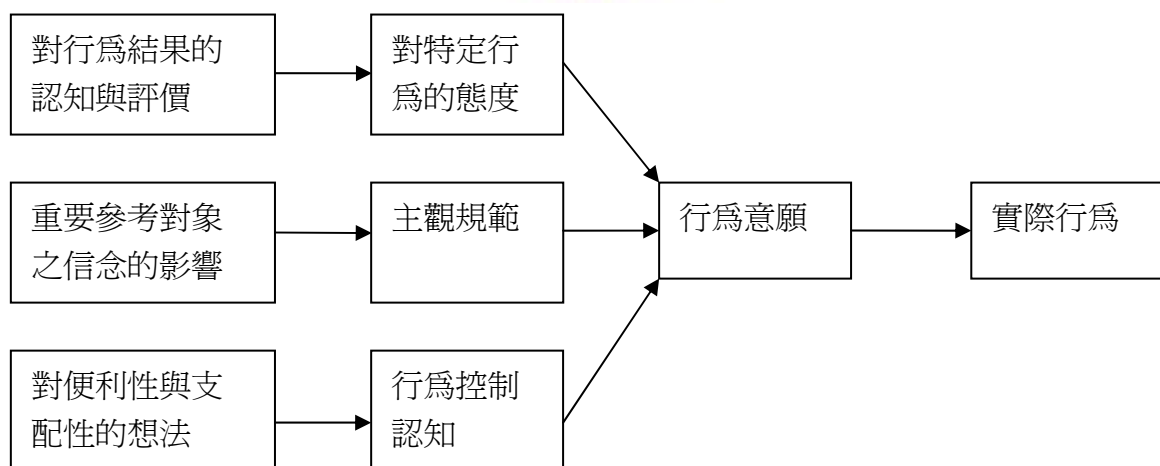 對行爲結果的
認知與評價
對特定行
爲的態度
重要參考對象
之信念的影響
主觀規範
行爲意願
實際行爲
對便利性與支
配性的想法
行爲控制
認知